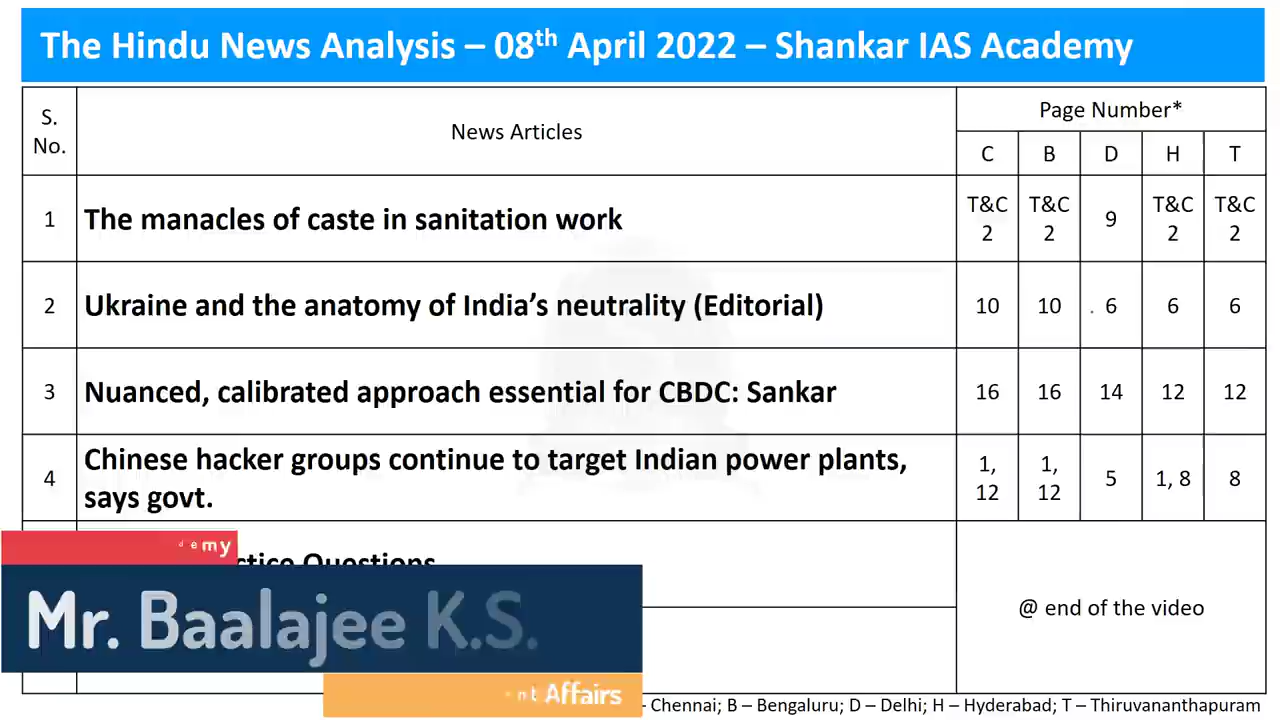 The Hindu News Analysis – 08th April 2022 – Shankar IAS Academy
S. No.
News Articles
Page Number*
C B D H T
1 The manacles of caste in sanitation work T&C 2 T&C 2 9 T&C 2 T&C 2
2 Ukraine and the anatomy of India's neutrality (Editorial) 10 10 6 6 6
3 Nuanced, calibrated approach essential for CBDC: Sankar 16 16 14 12 12
4 Chinese hacker groups continue to target Indian power plants, says govt. 1, 12 1, 12 5 1, 8 8
Questions
@ end of the video
Mr. Baalajee K.S.
Affairs
– Chennai; B – Bengaluru; D – Delhi; H – Hyderabad; T – Thiruvananthapuram